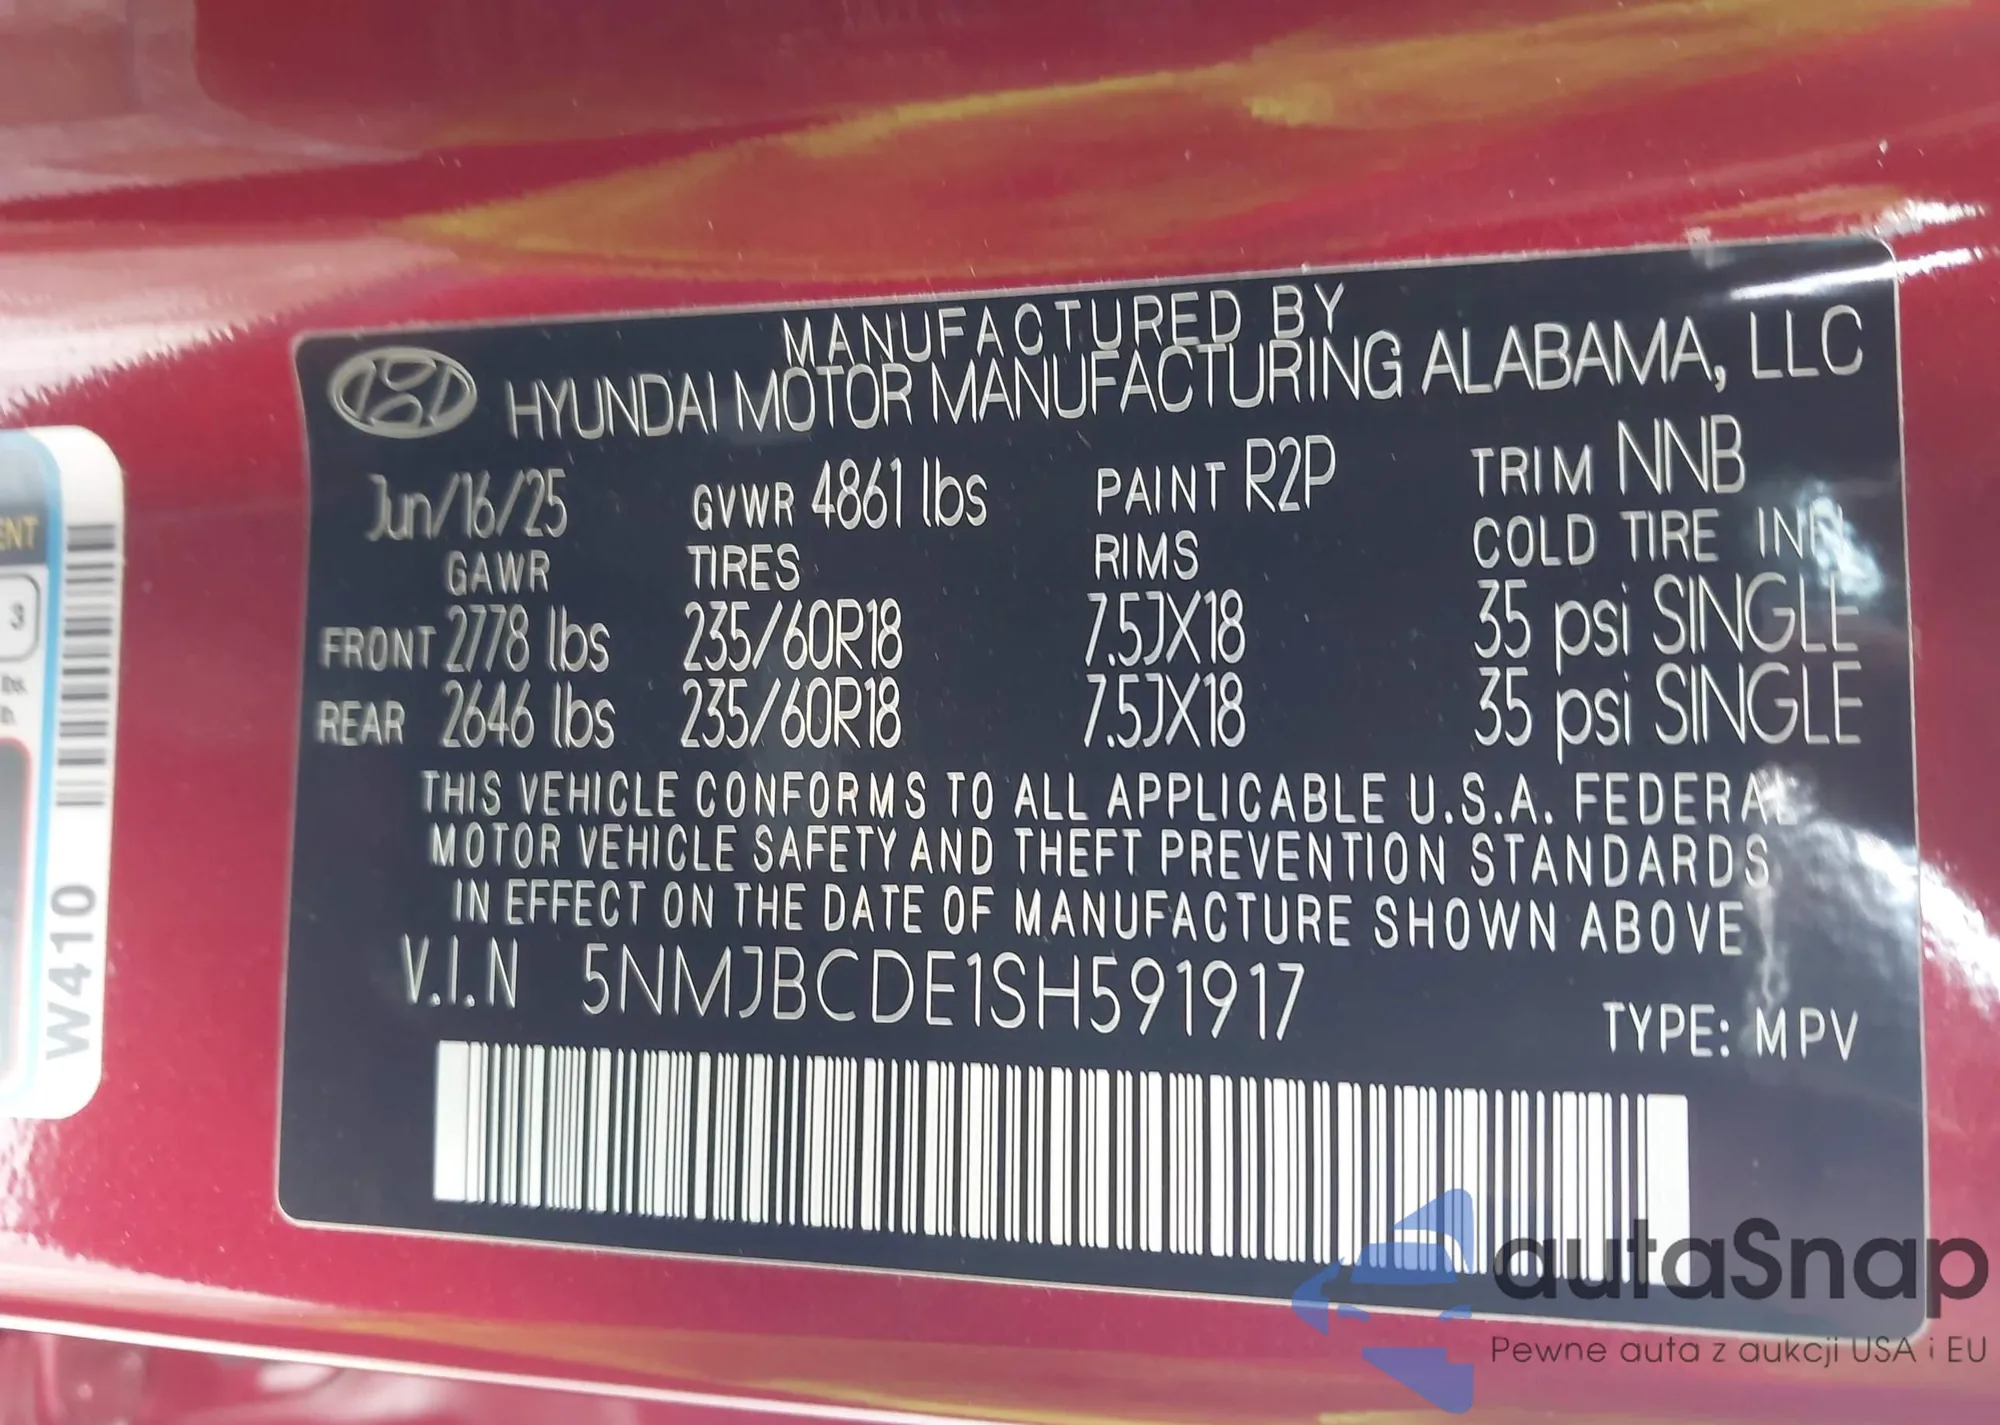 MANUFACTURED BY
HYUNDAI MOTOR MANUFACTURING ALABAMA, LLC
Jun/16/25 GVWR 4861 lbs PAINT R2P TRIM NNB
GAWR TIRES RIMS COLD TIRE INFL
FRONT 2778 lbs 235/60R18 7.5JX18 35 psi SINGLE
REAR 2646 lbs 235/60R18 7.5JX18 35 psi SINGLE
THIS VEHICLE CONFORMS TO ALL APPLICABLE U.S.A. FEDERAL
MOTOR VEHICLE SAFETY AND THEFT PREVENTION STANDARDS
IN EFFECT ON THE DATE OF MANUFACTURE SHOWN ABOVE
V.I.N 5NMJBCDE1SH591917
TYPE: MPV
3
lbs.
W410
autaSnap
Pewne auta z aukcji USA i EU